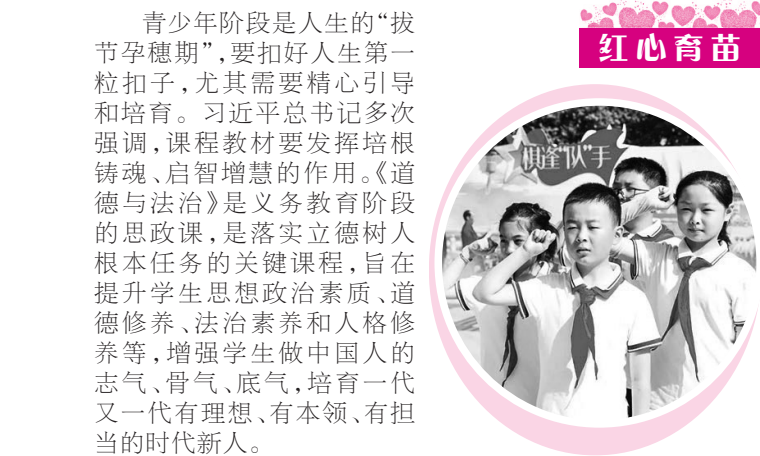 青少年阶段是人生的“拔
节孕穗期”，要扣好人生第一
粒扣子，尤其需要精心引导
和培育。习近平总书记多次
强调，课程教材要发挥培根
铸魂、启智增慧的作用。《道
德与法治》是义务教育阶段
的思政课，是落实立德树人
根本任务的关键课程，旨在
提升学生思想政治素质、道
德修养、法治素养和人格修
养等，增强学生做中国人的
志气、骨气、底气，培育一代
又一代有理想、有本领、有担
当的时代新人。
红心育苗
棋逢“队”手